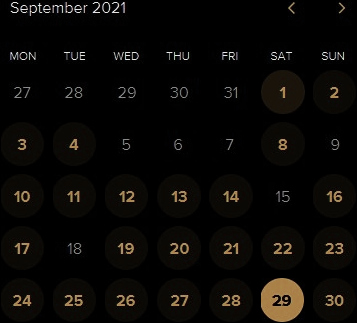 September 2021
MON TUE WED THU FRI SAT SUN
27 28 29 30 31 1 2
3 4 5 6 7 8 9
10 11 12 13 14 15 16
17 18 19 20 21 22 23
24 25 26 27 28 29 30